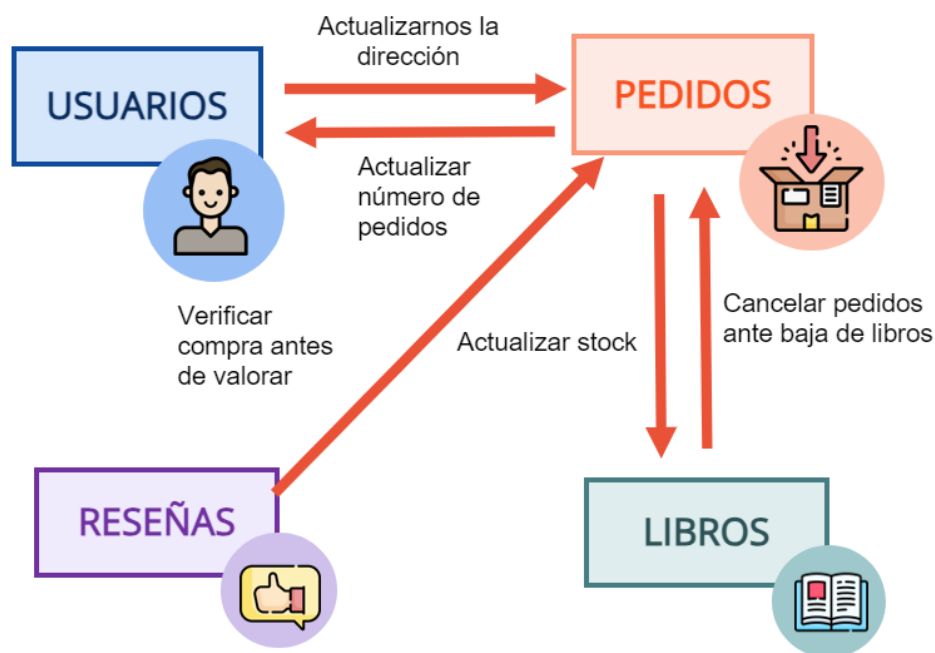 Actualizarnos la
dirección
USUARIOS
PEDIDOS
Actualizar
número de
pedidos
Verificar
compra antes
de valorar
Actualizar stock
Cancelar pedidos
ante baja de libros
RESEÑAS
LIBROS